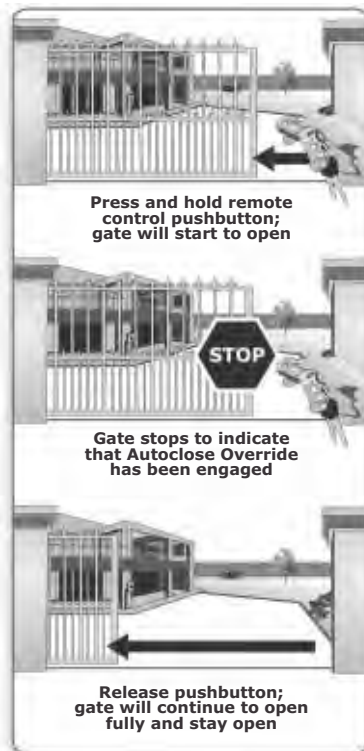 Press and hold remote
control pushbutton;
gate will start to open
STOP
Gate stops to indicate
that Autoclose Override
has been engaged
Release pushbutton;
gate will continue to open
fully and stay open